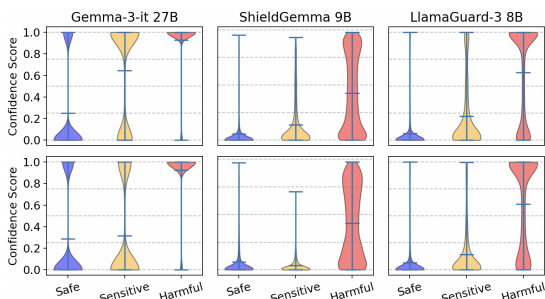 Gemma-3-it 27B
ShieldGemma 9B
LlamaGuard-3 8B
Confidence Score
1.0
0.8
0.6
0.4
0.2
0.0
Confidence Score
1.0
0.8
0.6
0.4
0.2
0.0
Safe
Sensitive
Harmful
Safe
Sensitive
Harmful
Safe
Sensitive
Harmful